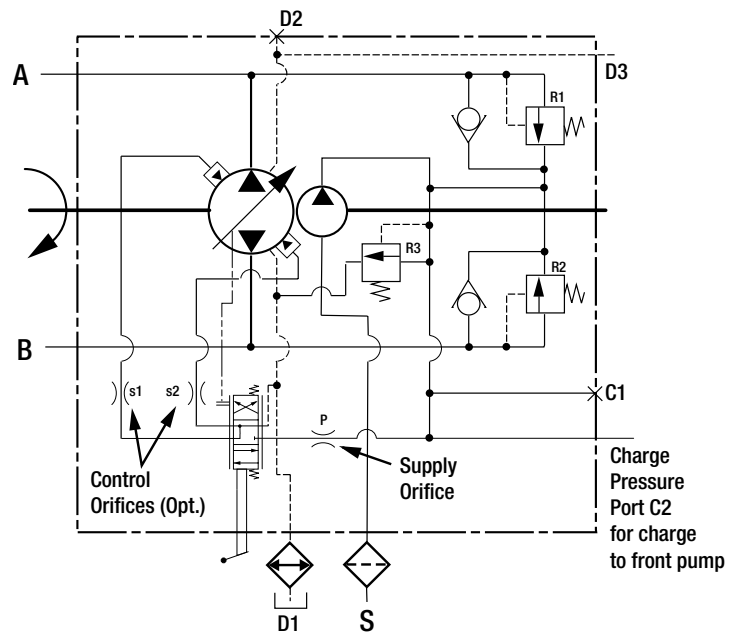 D2
A
D3
R1
R3
R2
B
s1
s2
C1
P
Control
Orifices (Opt.)
Supply
Orifice
Charge
Pressure
Port C2
for charge
to front pump
D1
S